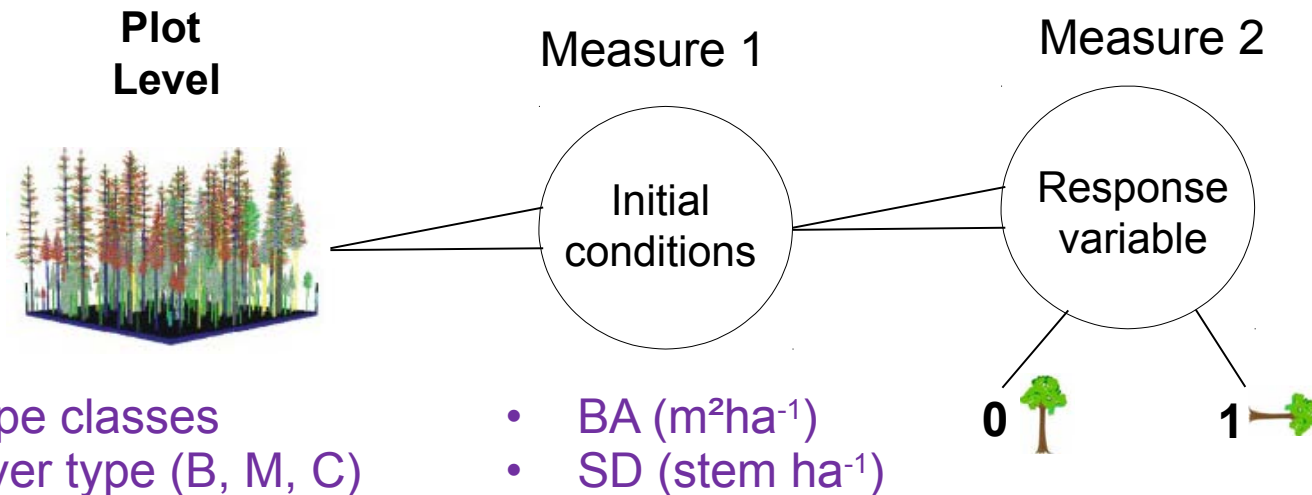 Plot
Level
Measure 1
Measure 2
Initial
conditions
Response
variable
0
1
pe classes
ver type (B, M, C)
• BA (m²ha⁻¹)
• SD (stem ha⁻¹)